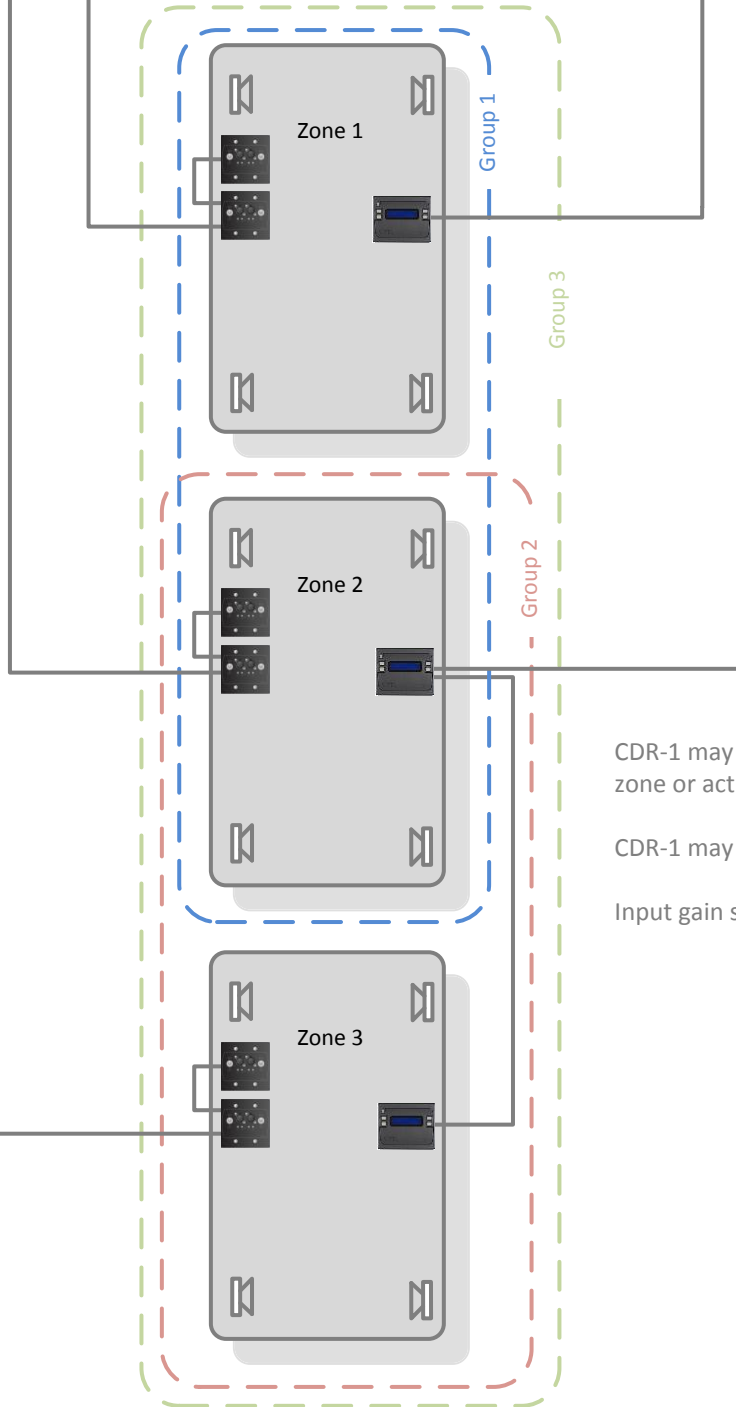 Zone 1
Group 1
Group 3
Zone 2
Group 2
CDR-1 may
zone or act
CDR-1 may
Input gain s
Zone 3